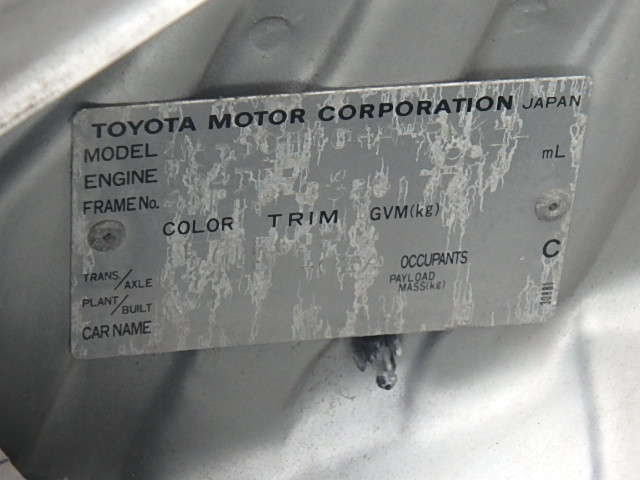 TOYOTA MOTOR CORPORATION JAPAN
MODEL
ENGINE mL
FRAME No.
COLOR TRIM GVM(kg)
OCCUPANTS C
TRANS/AXLE PAYLOAD MASS(kg)
PLANT/BUILT
CAR NAME